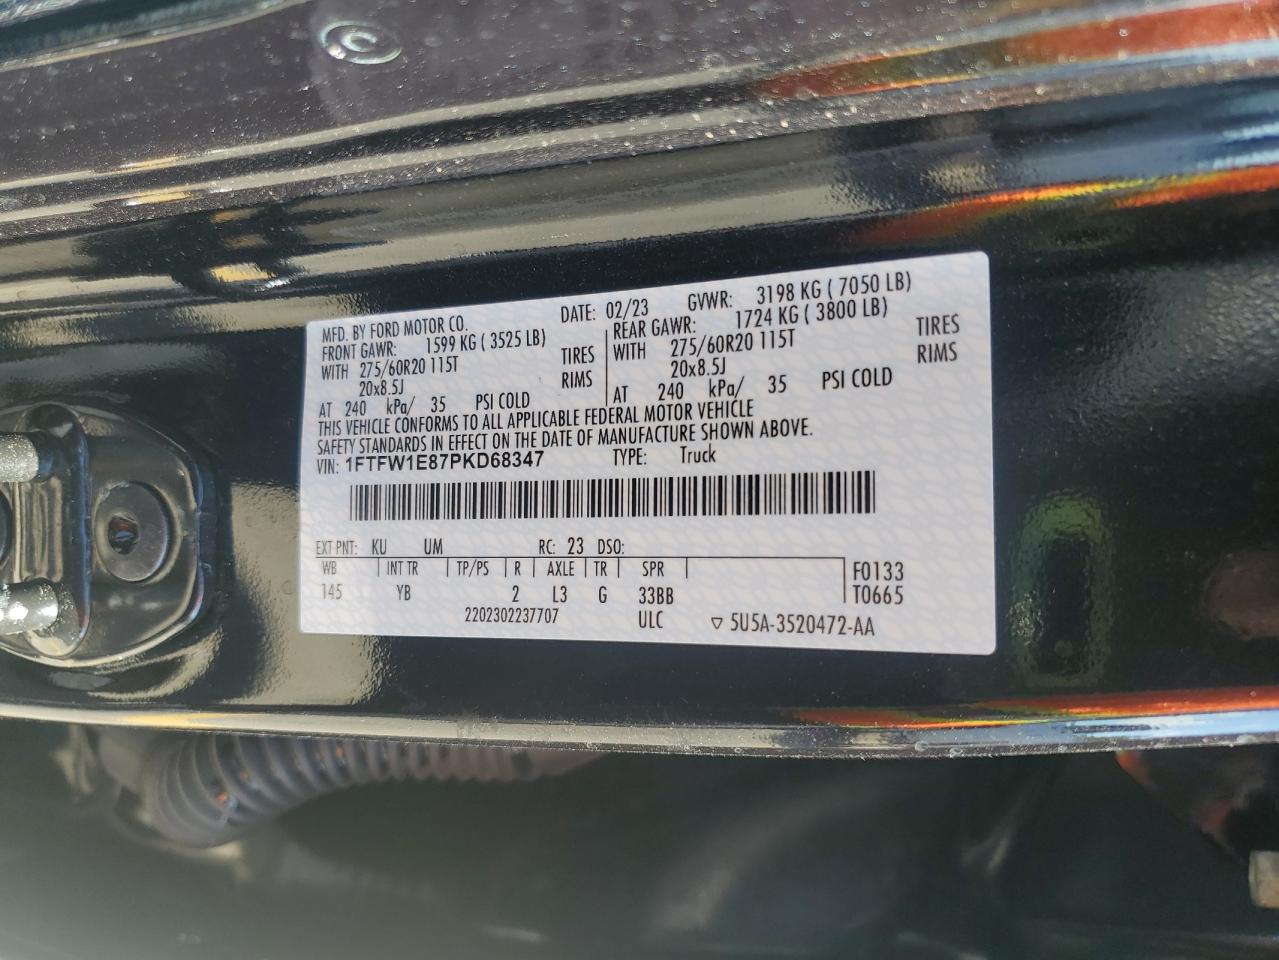 C
MFD. BY FORD MOTOR CO. DATE: 02/23 GVWR: 3198 KG ( 7050 LB)
FRONT GAWR: 1599 KG ( 3525 LB) REAR GAWR: 1724 KG ( 3800 LB)
WITH 275/60R20 115T TIRES WITH 275/60R20 115T TIRES
20x8.5J RIMS 20x8.5J RIMS
AT 240 kPa/ 35 PSI COLD AT 240 kPa/ 35 PSI COLD
THIS VEHICLE CONFORMS TO ALL APPLICABLE FEDERAL MOTOR VEHICLE
SAFETY STANDARDS IN EFFECT ON THE DATE OF MANUFACTURE SHOWN ABOVE.
VIN: 1FTFW1E87PKD68347 TYPE: Truck
EXT PNT: KU UM RC: 23 DSO:
WB INT TR TP/PS R AXLE TR SPR F0133
145 YB 2 L3 G 33BB T0665
2202302237707 ULC ▽ 5U5A-3520472-AA